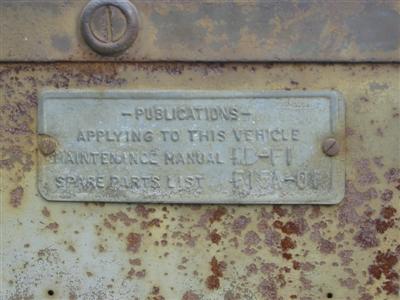 -PUBLICATIONS-
APPLYING TO THIS VEHICLE
MAINTENANCE MANUAL
SPARE PARTS LIST